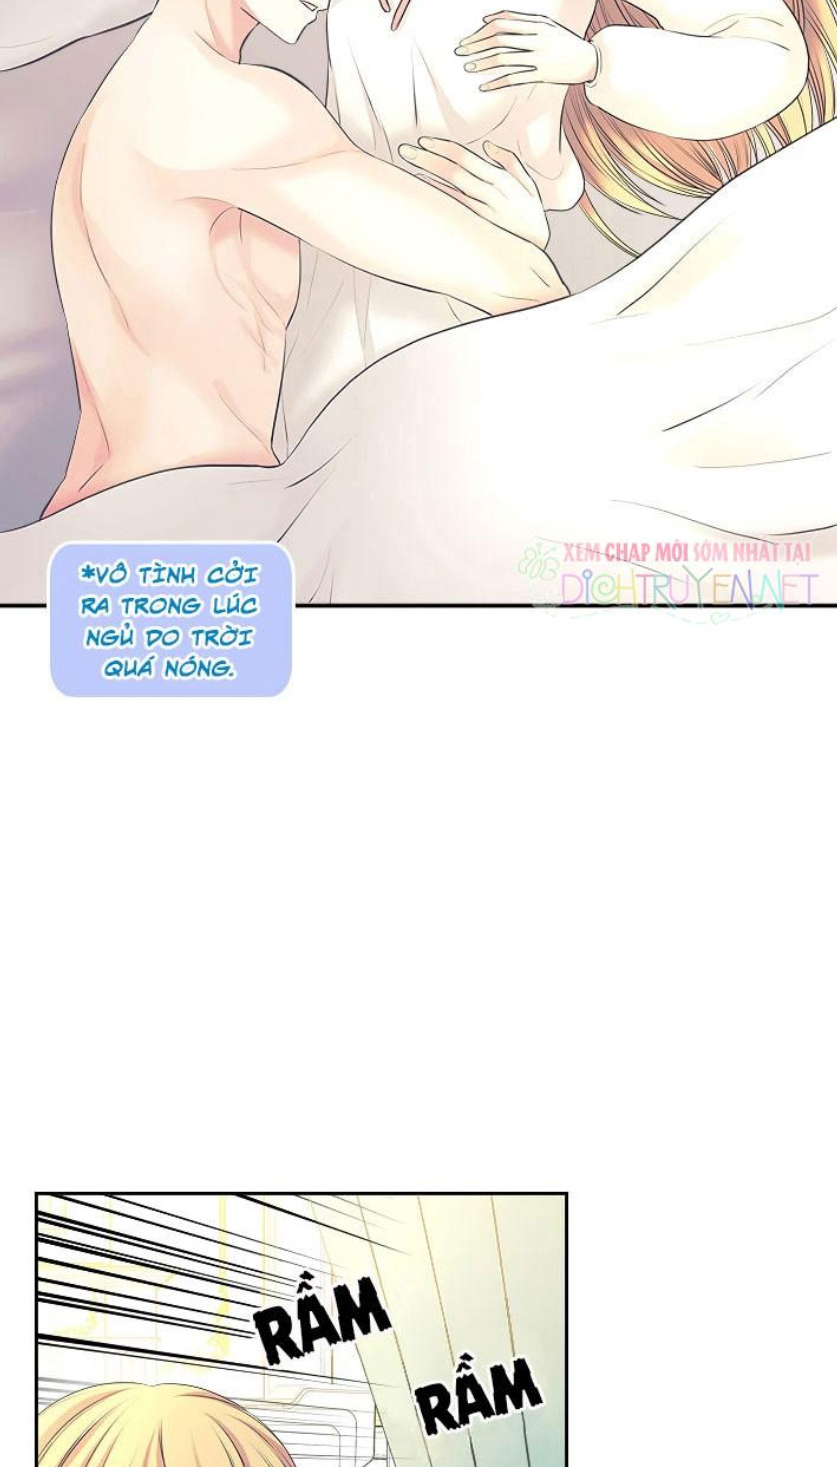 XEM CHAP MỚI SỚM NHẤT TẠI
DICHTRUYEN.NET
*VÔ TÌNH CỞI
RA TRONG LÚC
NGỦ DO TRỜI
QUÁ NÓNG.
RẦM
RẦM